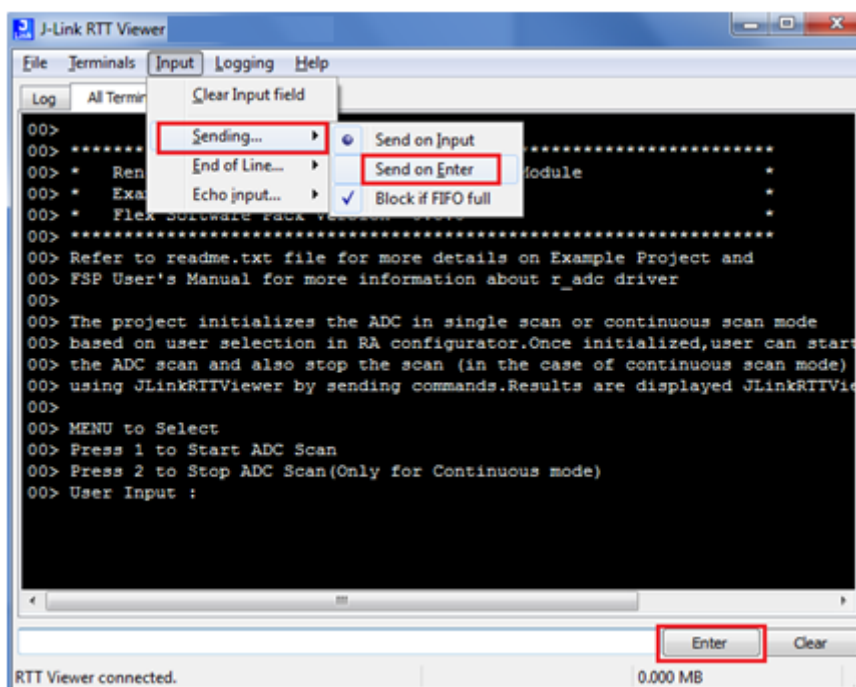 J-Link RTT Viewer
File Terminals Input Logging Help
Log All Termin
Clear Input field
Sending...
End of Line...
Echo input...
Send on Input
Send on Enter
Block if FIFO full
00>
00> *******
00> * Ren Module *
00> * Exa *
00> * Flex Software Pack Version
00> **********************************************************************
00> Refer to readme.txt file for more details on Example Project and
00> FSP User's Manual for more information about r_adc driver
00>
00> The project initializes the ADC in single scan or continuous scan mode
00> based on user selection in RA configurator.Once initialized,user can start
00> the ADC scan and also stop the scan (in the case of continuous scan mode)
00> using JLinkRTTViewer by sending commands.Results are displayed JLinkRTTVie
00>
00> MENU to Select
00> Press 1 to Start ADC Scan
00> Press 2 to Stop ADC Scan(Only for Continuous mode)
00> User Input :
Enter Clear
RTT Viewer connected. 0.000 MB